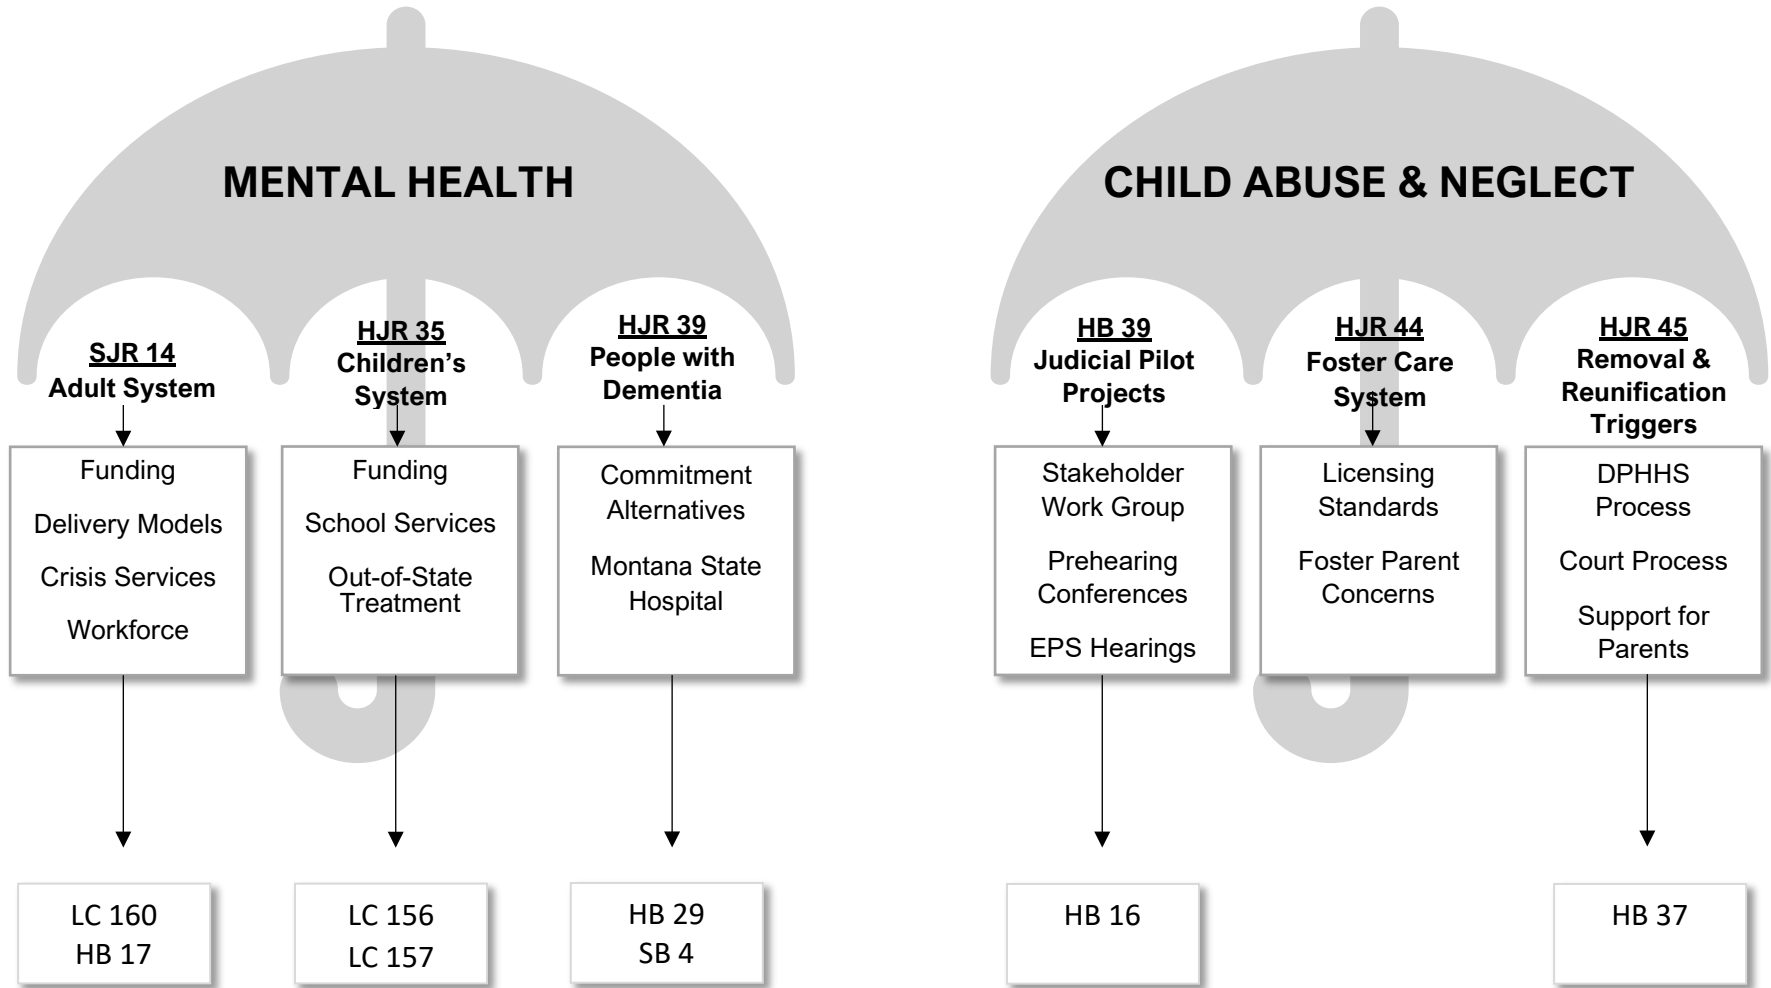 MENTAL HEALTH
SJR 14
Adult System
Funding
Delivery Models
Crisis Services
Workforce
LC 160
HB 17
HJR 35
Children’s
System
Funding
School Services
Out-of-State
Treatment
LC 156
LC 157
HJR 39
People with
Dementia
Commitment
Alternatives
Montana State
Hospital
HB 29
SB 4
CHILD ABUSE & NEGLECT
HB 39
Judicial Pilot
Projects
Stakeholder
Work Group
Prehearing
Conferences
EPS Hearings
HB 16
HJR 44
Foster Care
System
Licensing
Standards
Foster Parent
Concerns
HJR 45
Removal &
Reunification
Triggers
DPHHS
Process
Court Process
Support for
Parents
HB 37